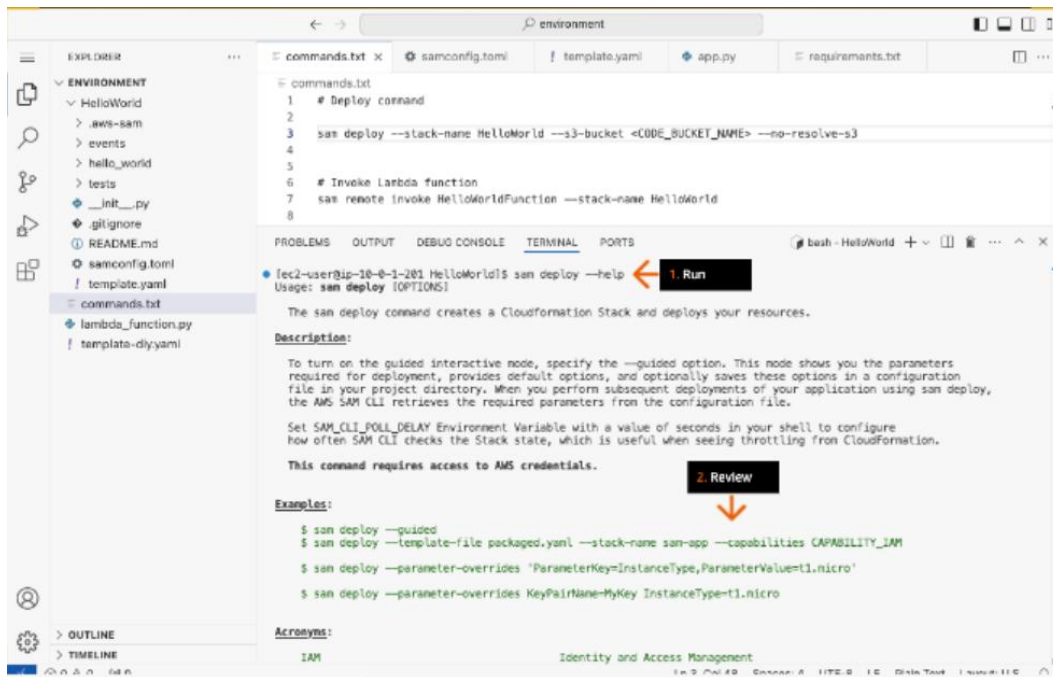 environment
EXPLORER
ENVIRONMENT
HelloWorld
.aws-sam
events
hello_world
tests
__init__.py
.gitignore
README.md
samconfig.toml
template.yaml
commands.txt
lambda_function.py
template-diy.yaml
OUTLINE
TIMELINE
commands.txt samconfig.toml template.yaml app.py requirements.txt
commands.txt
1 # Deploy command
2
3 sam deploy --stack-name HelloWorld --s3-bucket <CODE_BUCKET_NAME> --no-resolve-s3
4
5
6 # Invoke Lambda function
7 sam remote invoke HelloWorldFunction --stack-name HelloWorld
8
PROBLEMS OUTPUT DEBUG CONSOLE TERMINAL PORTS bash - HelloWorld
[ec2-user@ip-10-0-1-201 HelloWorld]$ sam deploy --help
1. Run
Usage: sam deploy [OPTIONS]
The sam deploy command creates a Cloudformation Stack and deploys your resources.
Description:
To turn on the guided interactive mode, specify the --guided option. This mode shows you the parameters
required for deployment, provides default options, and optionally saves these options in a configuration
file in your project directory. When you perform subsequent deployments of your application using sam deploy,
the AWS SAM CLI retrieves the required parameters from the configuration file.
Set SAM_CLI_POLL_DELAY Environment Variable with a value of seconds in your shell to configure
how often SAM CLI checks the Stack state, which is useful when seeing throttling from CloudFormation.
This command requires access to AWS credentials.
2. Review
Examples:
$ sam deploy --guided
$ sam deploy --template-file packaged.yaml --stack-name sam-app --capabilities CAPABILITY_IAM
$ sam deploy --parameter-overrides 'ParameterKey=InstanceType,ParameterValue=t1.micro'
$ sam deploy --parameter-overrides KeyPairName=MyKey InstanceType=t1.micro
Acronyms:
IAM Identity and Access Management
Ln 3, Col 48 Spaces: 4 UTF-8 LF Plain Text Layout: U.S.